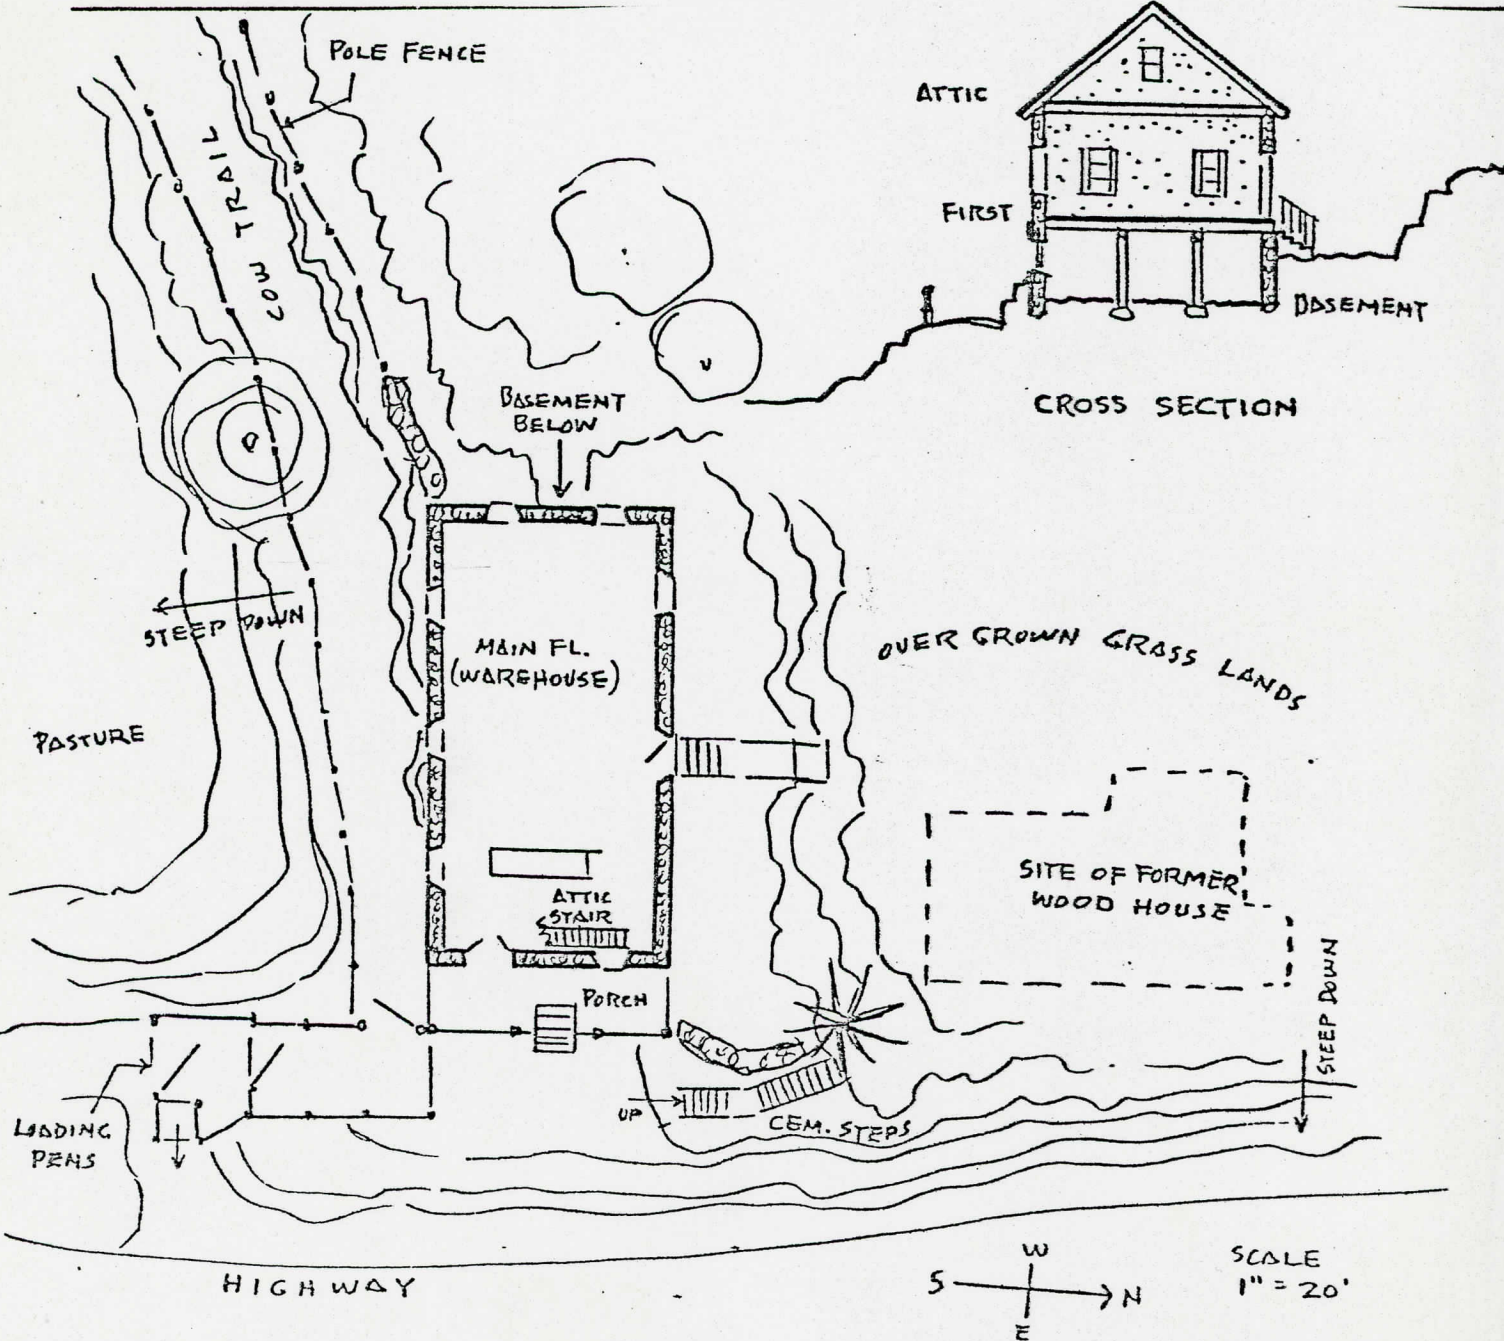 POLE FENCE
ATTIC
FIRST
BASEMENT
CROSS SECTION
COW TRAIL
BASEMENT
BELOW
STEEP DOWN
MAIN FL.
(WAREHOUSE)
OVER GROWN GRASS LANDS
PASTURE
SITE OF FORMER
WOOD HOUSE
ATTIC
STAIR
PORCH
STEEP DOWN
LOADING
PENS
UP
CEM. STEPS
HIGHWAY
W
S
N
E
SCALE
1" = 20'